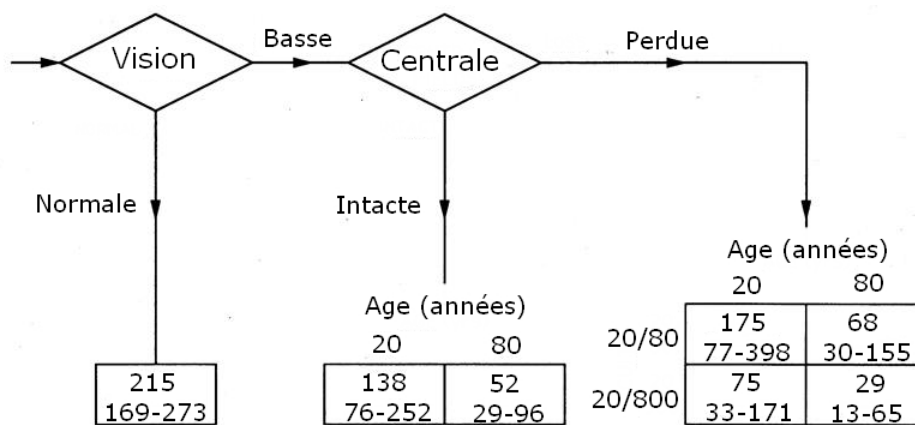 Vision
Basse
Centrale
Perdue
Normale
Intacte
Age (années)
20 80
215
169-273
Age (années)
20 80
138 52
76-252 29-96
20/80 175 68
77-398 30-155
20/800 75 29
33-171 13-65